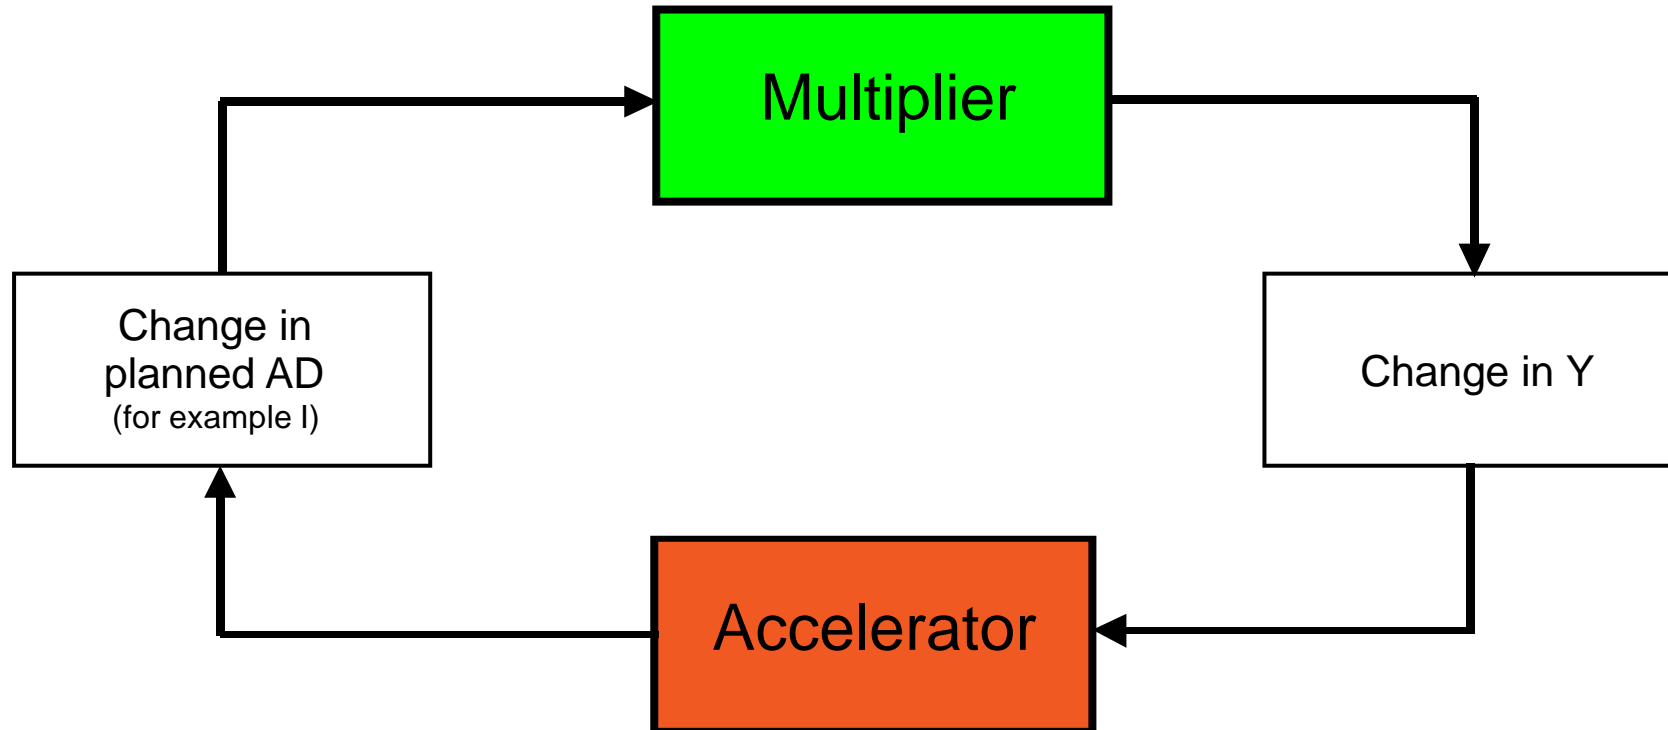 Multiplier
Change in
planned AD
(for example I)
Change in Y
Accelerator